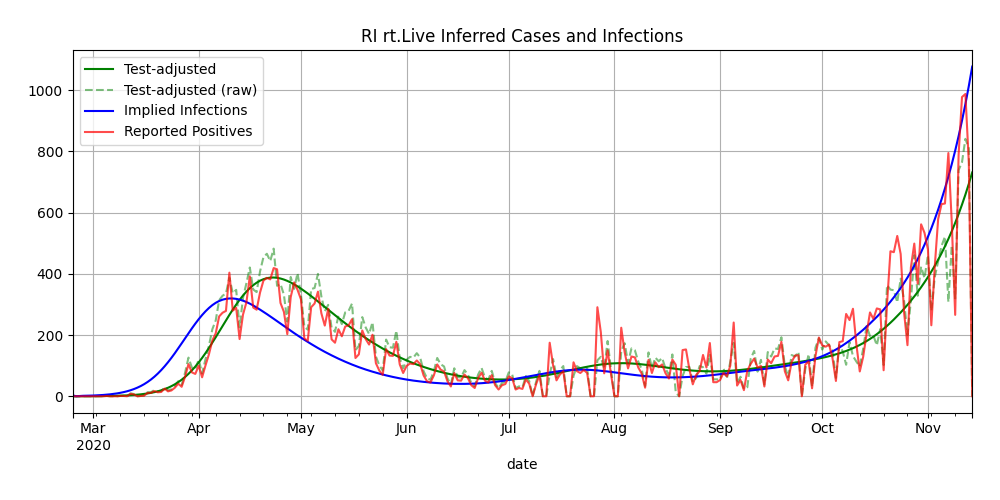 RI rt.Live Inferred Cases and Infections
Test-adjusted
Test-adjusted (raw)
Implied Infections
Reported Positives
1000
800
600
400
200
0
Mar Apr May Jun Jul Aug Sep Oct Nov
2020
date